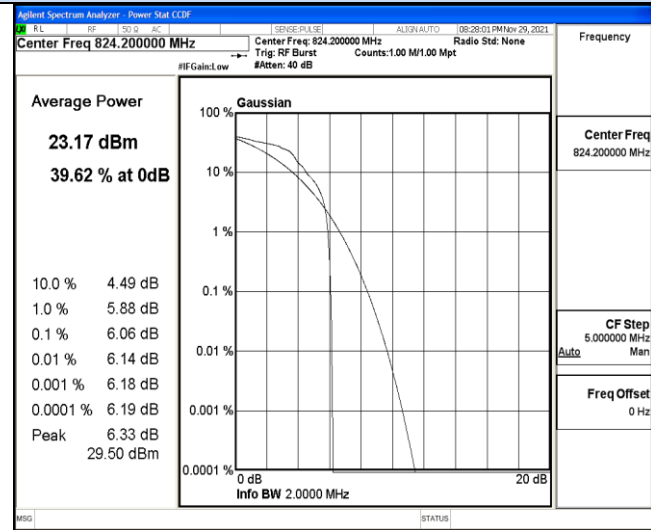 Agilent Spectrum Analyzer - Power Stat CCDF
RL RF 50 Ω AC SENSE:PULSE ALIGN AUTO 08:28:01 PM Nov 29, 2021
Center Freq 824.200000 MHz
Center Freq: 824.200000 MHz Radio Std: None
Trig: RF Burst Counts:1.00 M/1.00 Mpt
#IFGain:Low #Atten: 40 dB
Frequency
Average Power
23.17 dBm
39.62 % at 0dB
10.0 % 4.49 dB
1.0 % 5.88 dB
0.1 % 6.06 dB
0.01 % 6.14 dB
0.001 % 6.18 dB
0.0001 % 6.19 dB
Peak 6.33 dB
29.50 dBm
Gaussian
100 %
10 %
1 %
0.1 %
0.01 %
0.001 %
0.0001 %
0 dB 20 dB
Info BW 2.0000 MHz
Center Freq
824.200000 MHz
CF Step
5.000000 MHz
Auto Man
Freq Offset
0 Hz
MSG STATUS